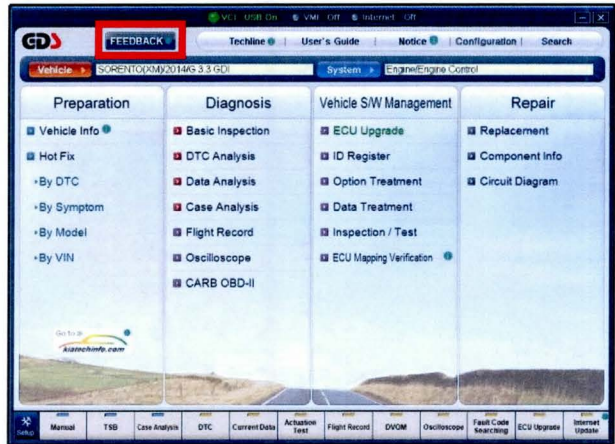 VCI : USB On VMI : Off Internet : Off
GDS FEEDBACK Techline User's Guide Notice Configuration Search
Vehicle SORENTO(XM)/2014/G 3.3 GDI System Engine/Engine Control
Preparation
Vehicle Info
Hot Fix
By DTC
By Symptom
By Model
By VIN
Go to
kiatechinfo.com
Diagnosis
Basic Inspection
DTC Analysis
Data Analysis
Case Analysis
Flight Record
Oscilloscope
CARB OBD-II
Vehicle S/W Management
ECU Upgrade
ID Register
Option Treatment
Data Treatment
Inspection / Test
ECU Mapping Verification
Repair
Replacement
Component Info
Circuit Diagram
Setup Manual TSB Case Analysis DTC Current Data Actuation Test Flight Record DVOM Oscilloscope Fault Code Searching ECU Upgrade Internet Update